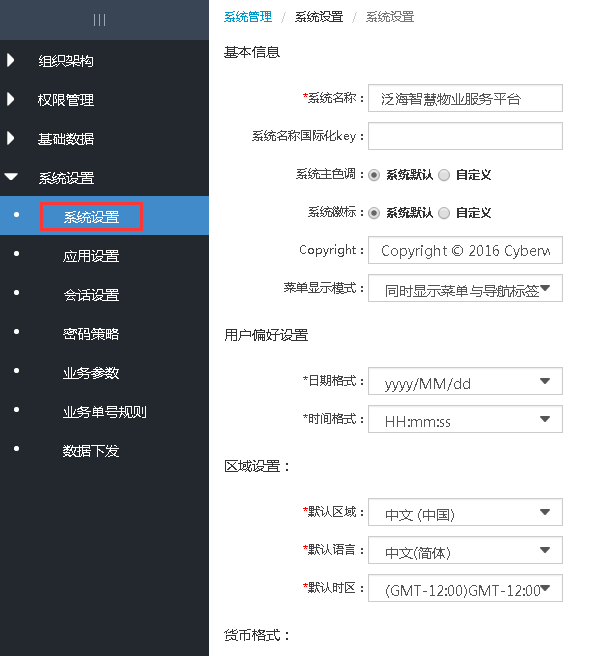 系统管理 / 系统设置 / 系统设置
组织架构
权限管理
基础数据
系统设置
系统设置
应用设置
会话设置
密码策略
业务参数
业务单号规则
数据下发
基本信息
*系统名称： 泛海智慧物业服务平台
系统名称国际化key：
系统主色调： 系统默认 自定义
系统徽标： 系统默认 自定义
Copyright： Copyright © 2016 Cyberw
菜单显示模式： 同时显示菜单与导航标签
用户偏好设置
*日期格式： yyyy/MM/dd
*时间格式： HH:mm:ss
区域设置：
*默认区域： 中文 (中国)
*默认语言： 中文(简体)
*默认时区： (GMT-12:00)GMT-12:00
货币格式：